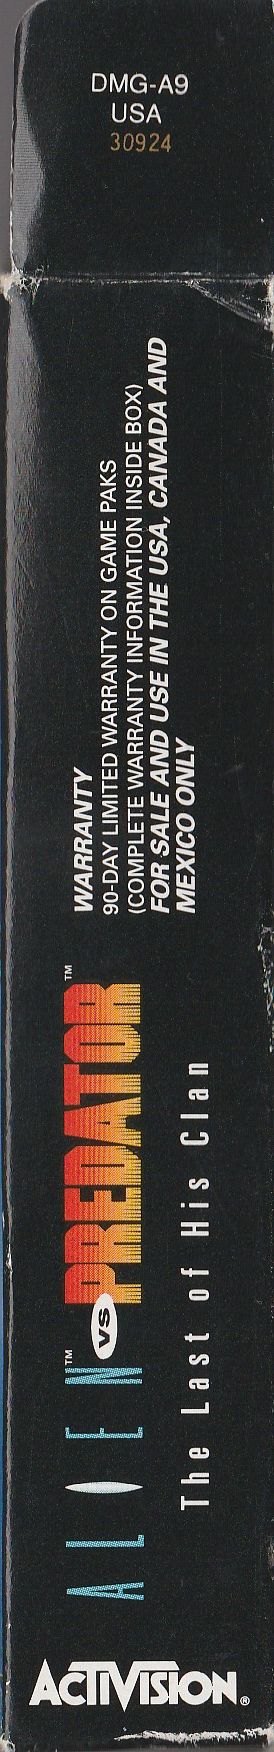 DMG-A9
USA
30924
WARRANTY
90-DAY LIMITED WARRANTY ON GAME PAKS
(COMPLETE WARRANTY INFORMATION INSIDE BOX)
FOR SALE AND USE IN THE USA, CANADA AND
MEXICO ONLY
ALIEN™ VS PREDATOR™
The Last of His Clan
ACTIVISION®